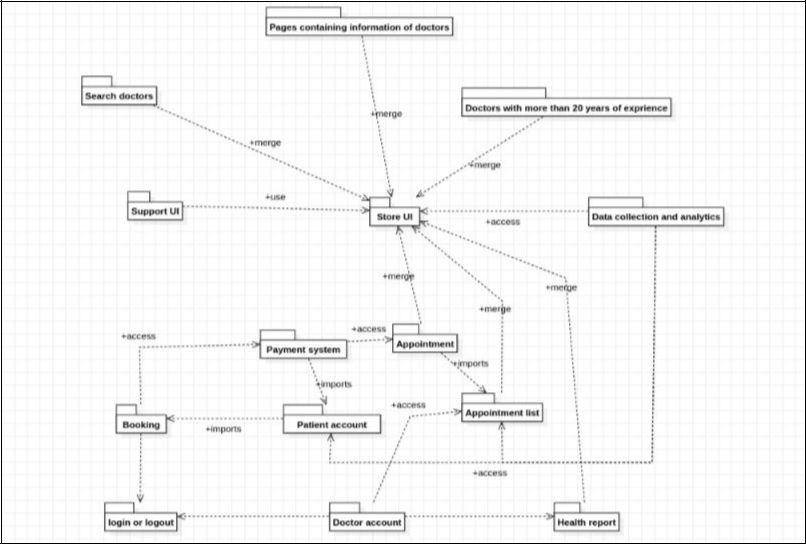 Pages containing information of doctors
Search doctors
Doctors with more than 20 years of exprience
+merge
+merge
+merge
Support UI
+use
Store UI
Data collection and analytics
+access
+merge
+merge
+merge
+access
+access
Payment system
Appointment
+imports
+imports
+access
Appointment list
Booking
Patient account
+imports
+access
login or logout
Doctor account
Health report